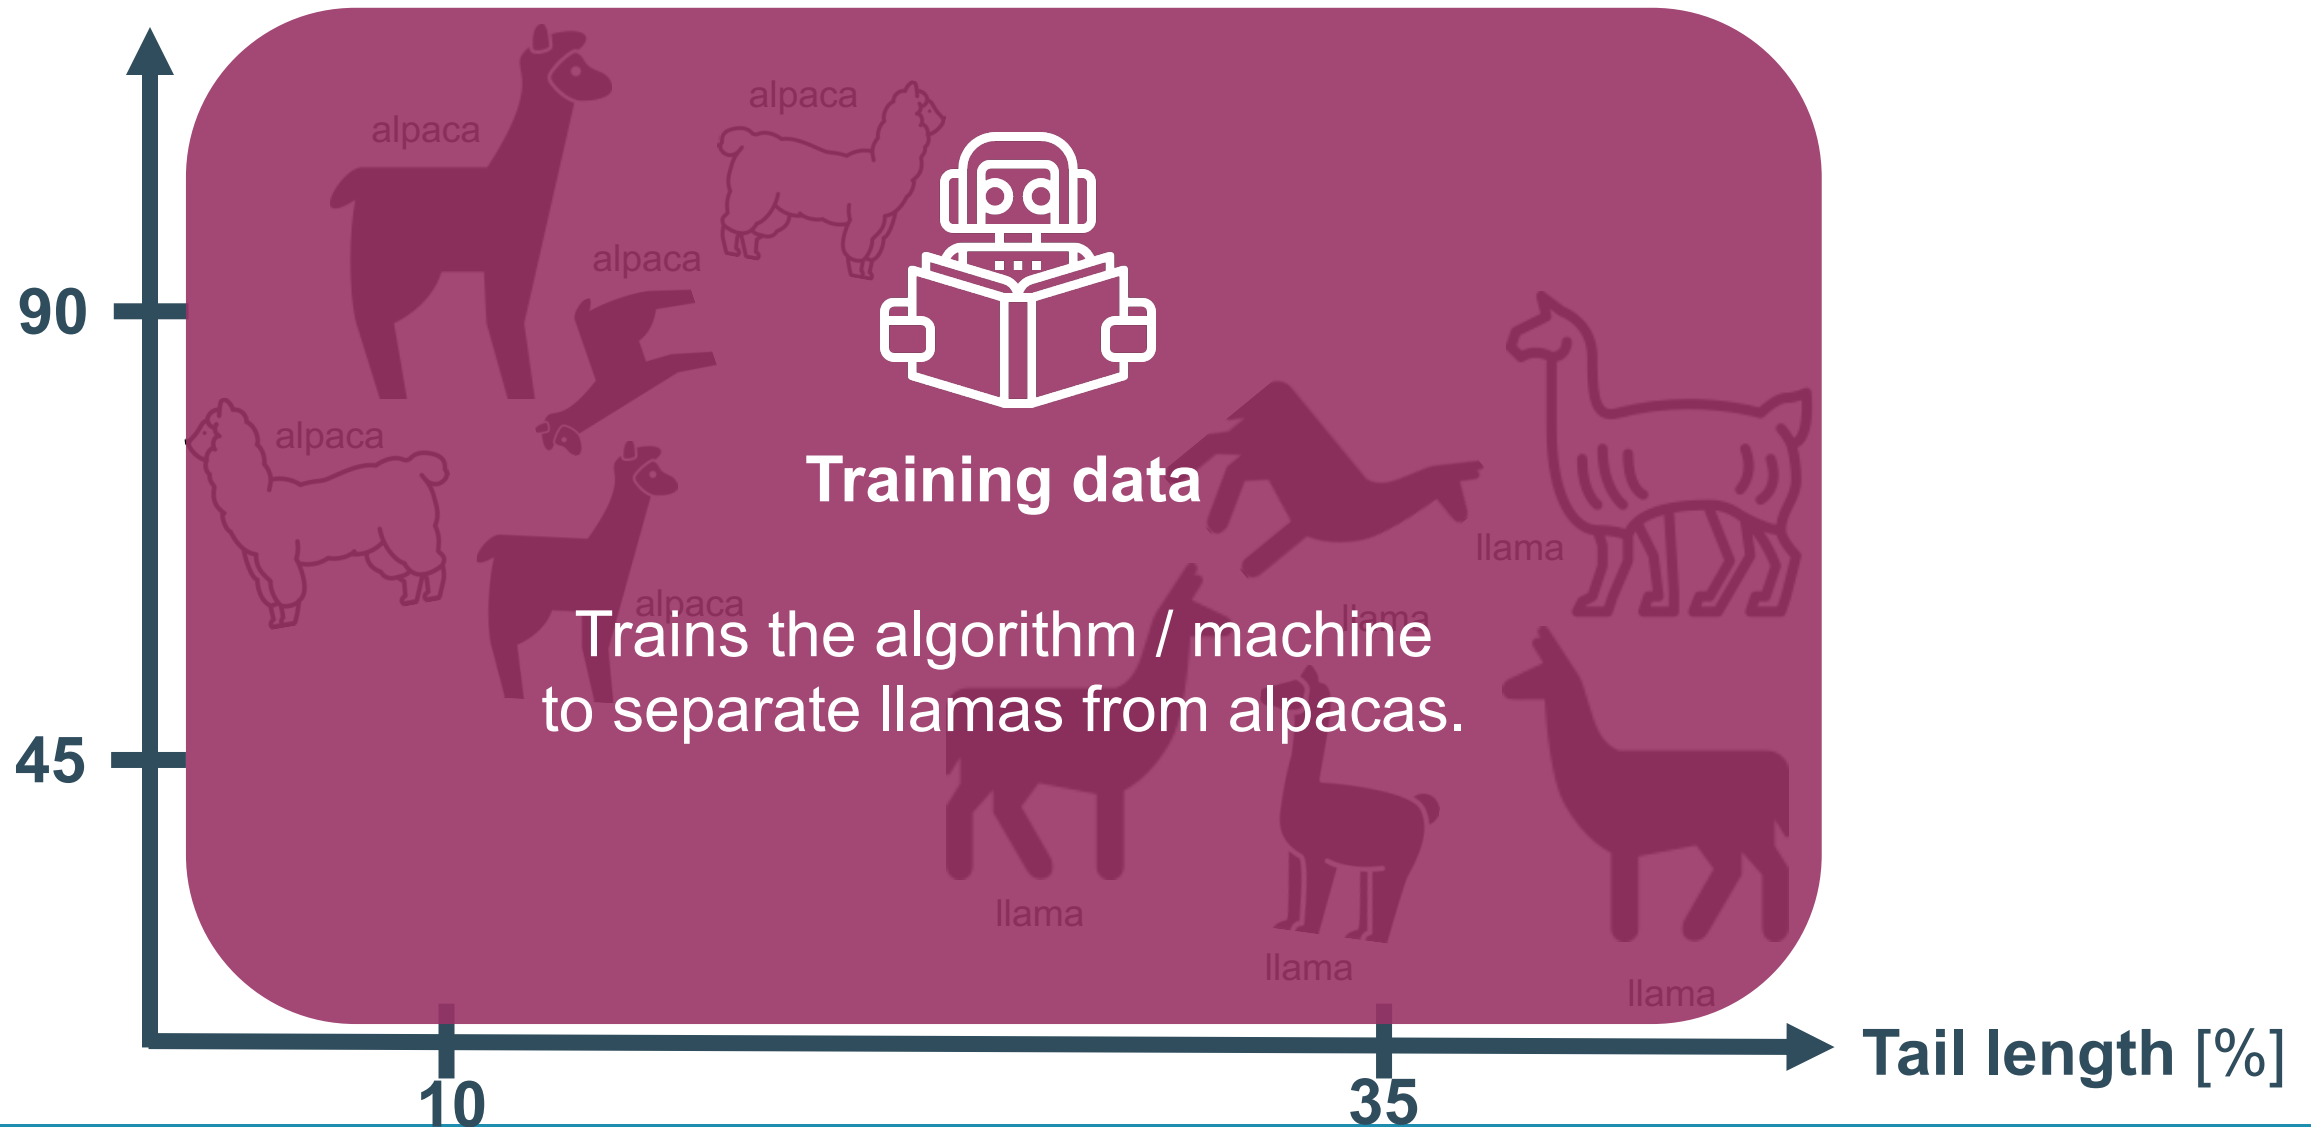 alpaca
alpaca
alpaca
90
alpaca
Training data
llama
alpaca
llama
Trains the algorithm / machine
to separate llamas from alpacas.
45
llama
llama
llama
Tail length [%]
10
35